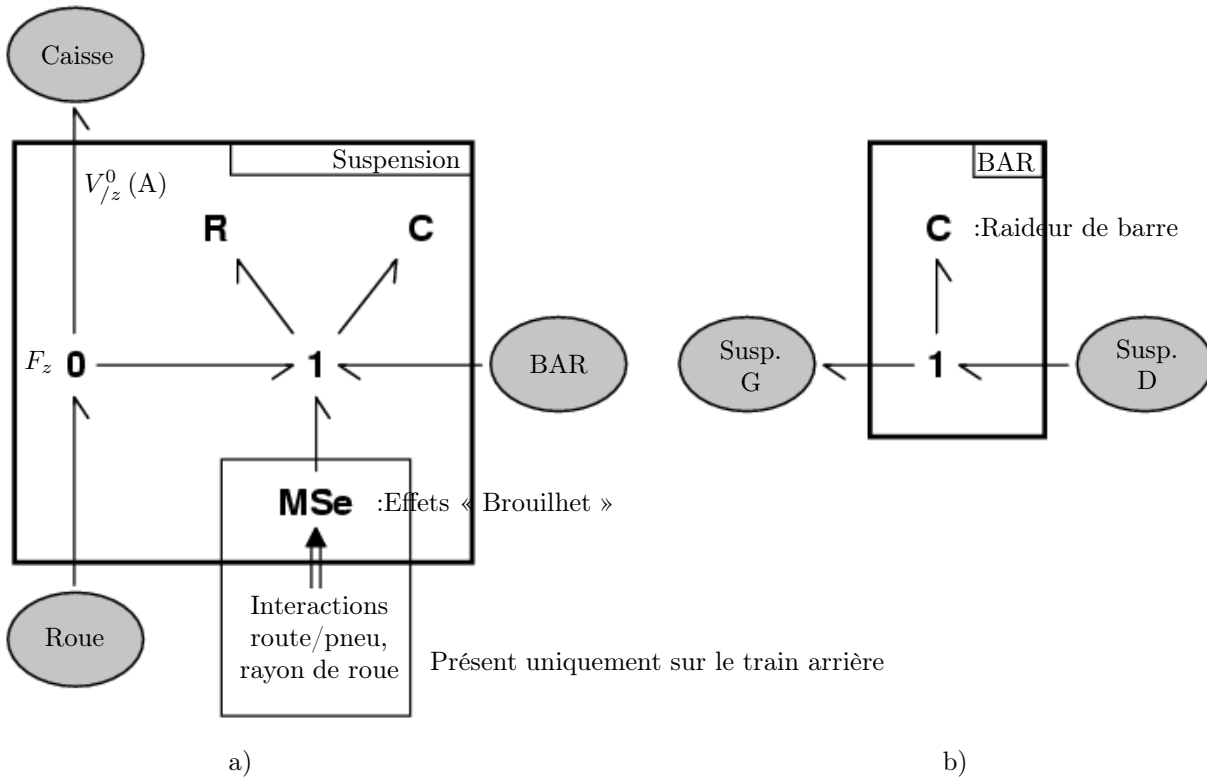 Caisse
Suspension
BAR
V⁰/z (A)
R
C
C :Raideur de barre
F_z 0
1
BAR
Susp.
G
1
Susp.
D
MSe :Effets « Brouilhet »
Interactions
route/pneu,
rayon de roue
Roue
Présent uniquement sur le train arrière
a)
b)